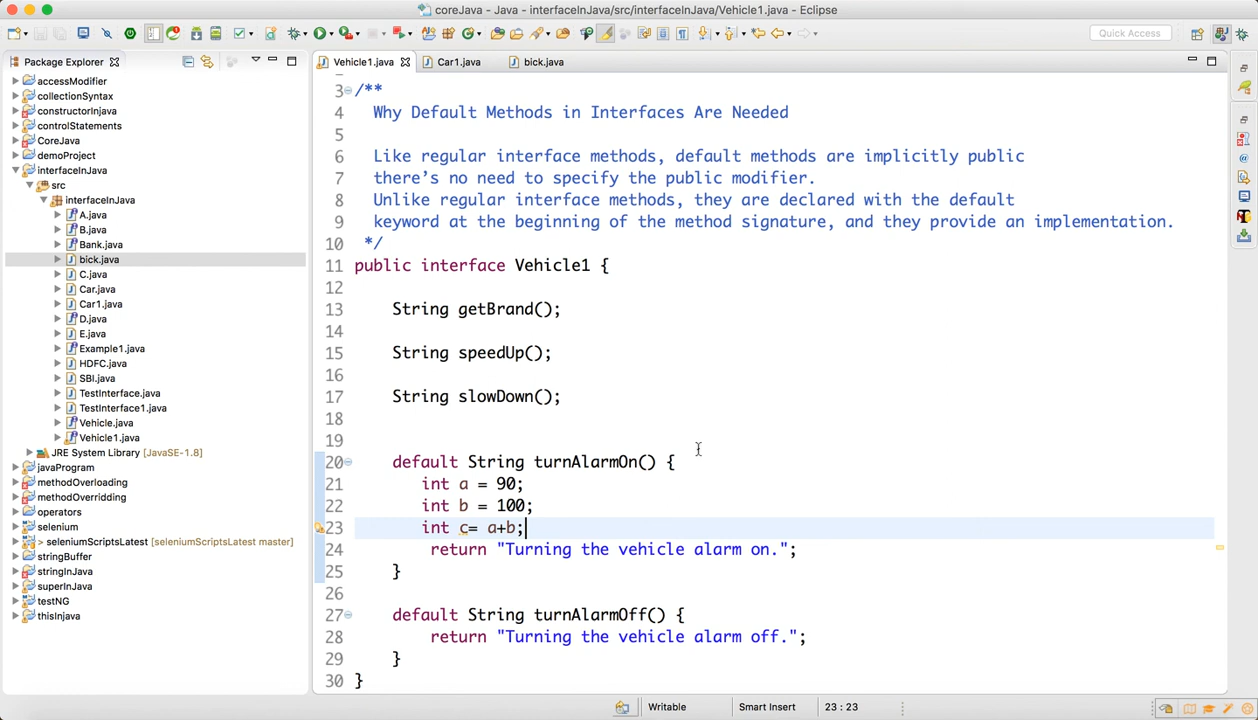 coreJava - Java - interfaceInJava/src/interfaceInJava/Vehicle1.java - Eclipse
Quick Access
Package Explorer
accessModifier
collectionSyntax
constructorInjava
controlStatements
CoreJava
demoProject
interfaceInJava
src
interfaceInJava
A.java
B.java
Bank.java
bick.java
C.java
Car.java
Car1.java
D.java
E.java
Example1.java
HDFC.java
SBI.java
TestInterface.java
TestInterface1.java
Vehicle.java
Vehicle1.java
JRE System Library [JavaSE-1.8]
javaProgram
methodOverloading
methodOverridding
operators
selenium
> seleniumScriptsLatest [seleniumScriptsLatest master]
stringBuffer
stringInJava
superInJava
testNG
thisInjava
Vehicle1.java Car1.java bick.java
3 /**
4 Why Default Methods in Interfaces Are Needed
5
6 Like regular interface methods, default methods are implicitly public
7 there’s no need to specify the public modifier.
8 Unlike regular interface methods, they are declared with the default
9 keyword at the beginning of the method signature, and they provide an implementation.
10 */
11 public interface Vehicle1 {
12
13 String getBrand();
14
15 String speedUp();
16
17 String slowDown();
18
19
20 default String turnAlarmOn() {
21 int a = 90;
22 int b = 100;
23 int c= a+b;
24 return "Turning the vehicle alarm on.";
25 }
26
27 default String turnAlarmOff() {
28 return "Turning the vehicle alarm off.";
29 }
30 }
Writable Smart Insert 23 : 23